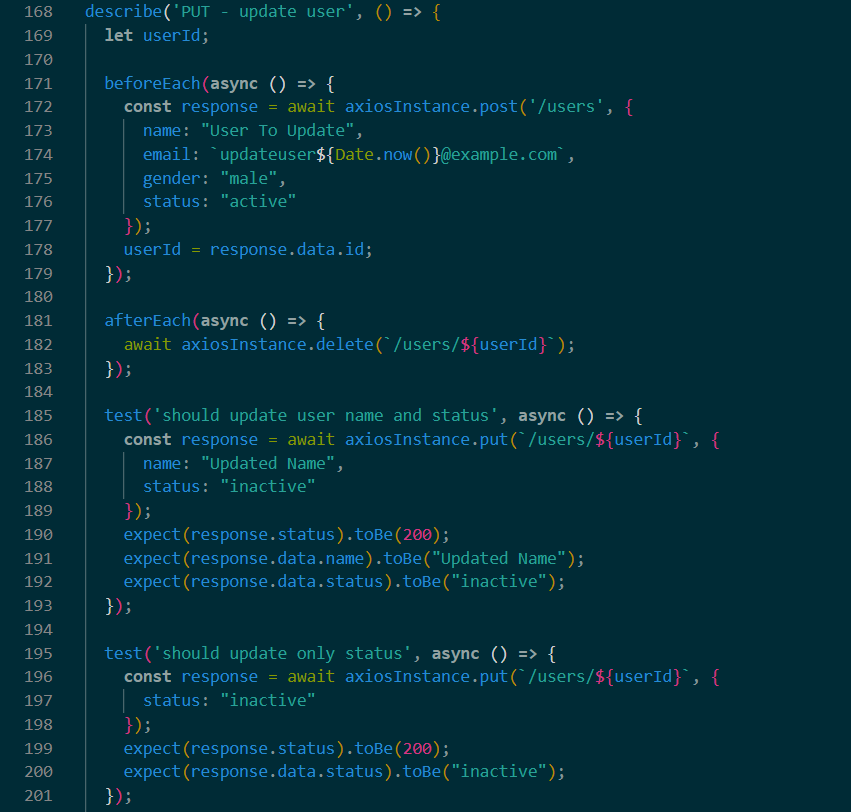 168 describe('PUT - update user', () => {
169   let userId;
170
171   beforeEach(async () => {
172     const response = await axiosInstance.post('/users', {
173       name: "User To Update",
174       email: `updateuser${Date.now()}@example.com`,
175       gender: "male",
176       status: "active"
177     });
178     userId = response.data.id;
179   });
180
181   afterEach(async () => {
182     await axiosInstance.delete(`/users/${userId}`);
183   });
184
185   test('should update user name and status', async () => {
186     const response = await axiosInstance.put(`/users/${userId}`, {
187       name: "Updated Name",
188       status: "inactive"
189     });
190     expect(response.status).toBe(200);
191     expect(response.data.name).toBe("Updated Name");
192     expect(response.data.status).toBe("inactive");
193   });
194
195   test('should update only status', async () => {
196     const response = await axiosInstance.put(`/users/${userId}`, {
197       status: "inactive"
198     });
199     expect(response.status).toBe(200);
200     expect(response.data.status).toBe("inactive");
201   });